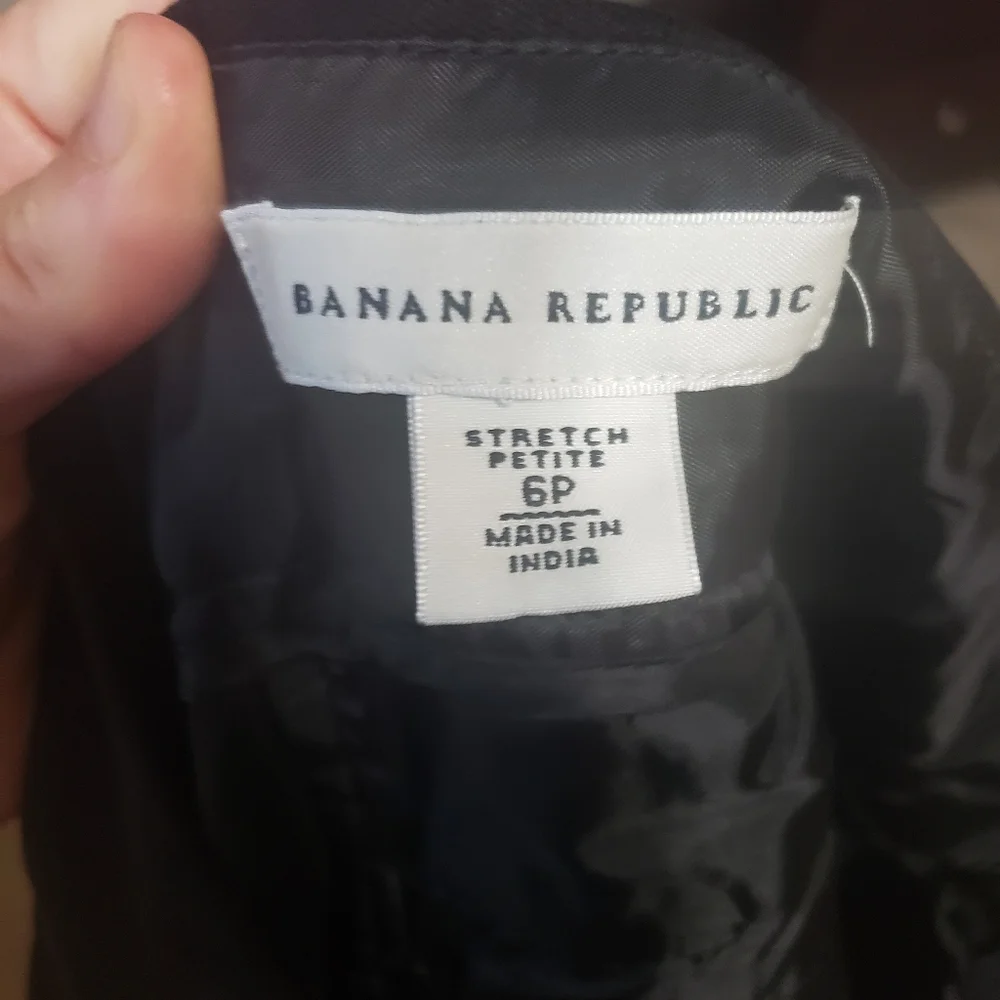 BANANA REPUBLIC
STRETCH
PETITE
6P
MADE IN
INDIA